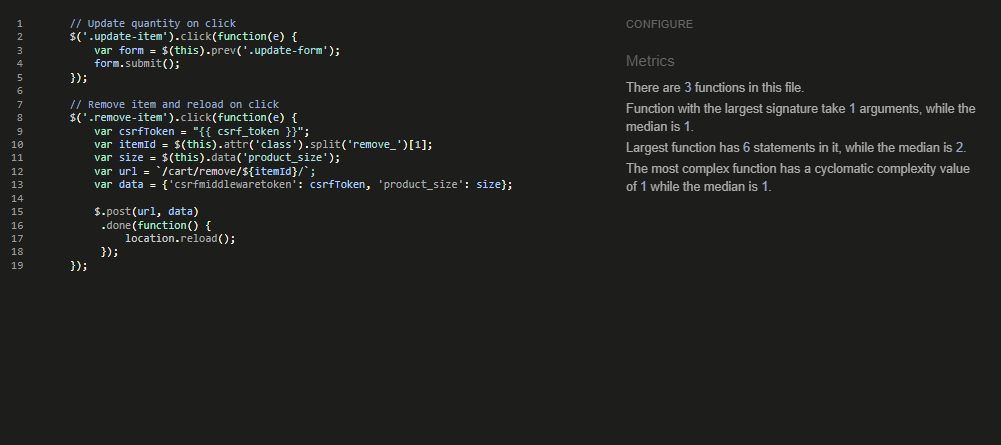 1 // Update quantity on click
2 $('.update-item').click(function(e) {
3 var form = $(this).prev('.update-form');
4 form.submit();
5 });
6
7 // Remove item and reload on click
8 $('.remove-item').click(function(e) {
9 var csrfToken = "{{ csrf_token }}";
10 var itemId = $(this).attr('class').split('remove_')[1];
11 var size = $(this).data('product_size');
12 var url = `/cart/remove/${itemId}/`;
13 var data = {'csrfmiddlewaretoken': csrfToken, 'product_size': size};
14
15 $.post(url, data)
16 .done(function() {
17 location.reload();
18 });
19 });
CONFIGURE
Metrics
There are 3 functions in this file.
Function with the largest signature take 1 arguments, while the
median is 1.
Largest function has 6 statements in it, while the median is 2.
The most complex function has a cyclomatic complexity value
of 1 while the median is 1.